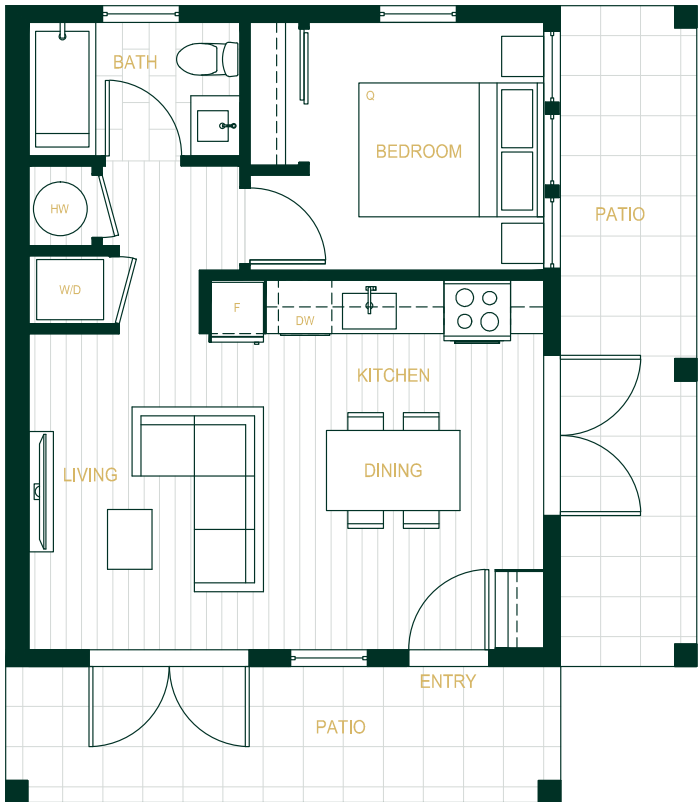 BATH
Q
BEDROOM
HW
PATIO
W/D
F
DW
KITCHEN
LIVING
DINING
ENTRY
PATIO